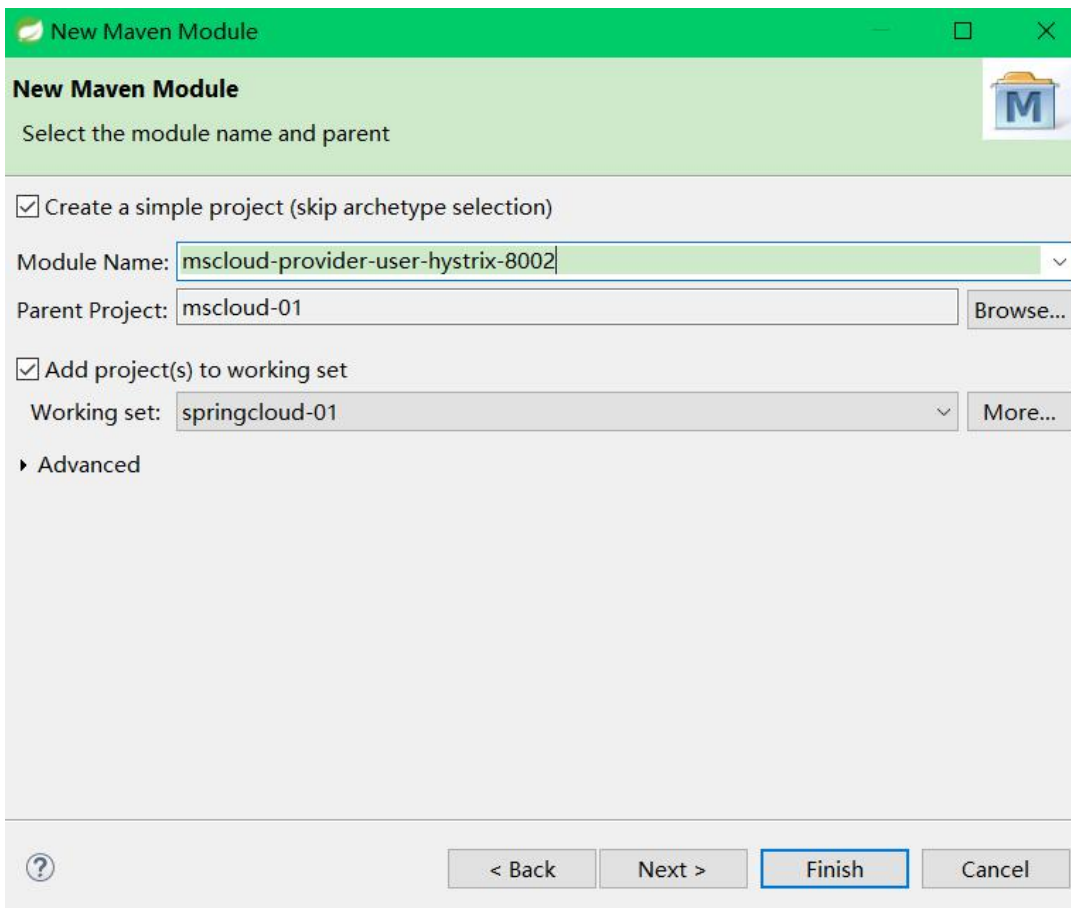 New Maven Module
New Maven Module
M
Select the module name and parent
Create a simple project (skip archetype selection)
Module Name: mscloud-provider-user-hystrix-8002
Parent Project: mscloud-01 Browse...
Add project(s) to working set
Working set: springcloud-01 More...
Advanced
? < Back Next > Finish Cancel